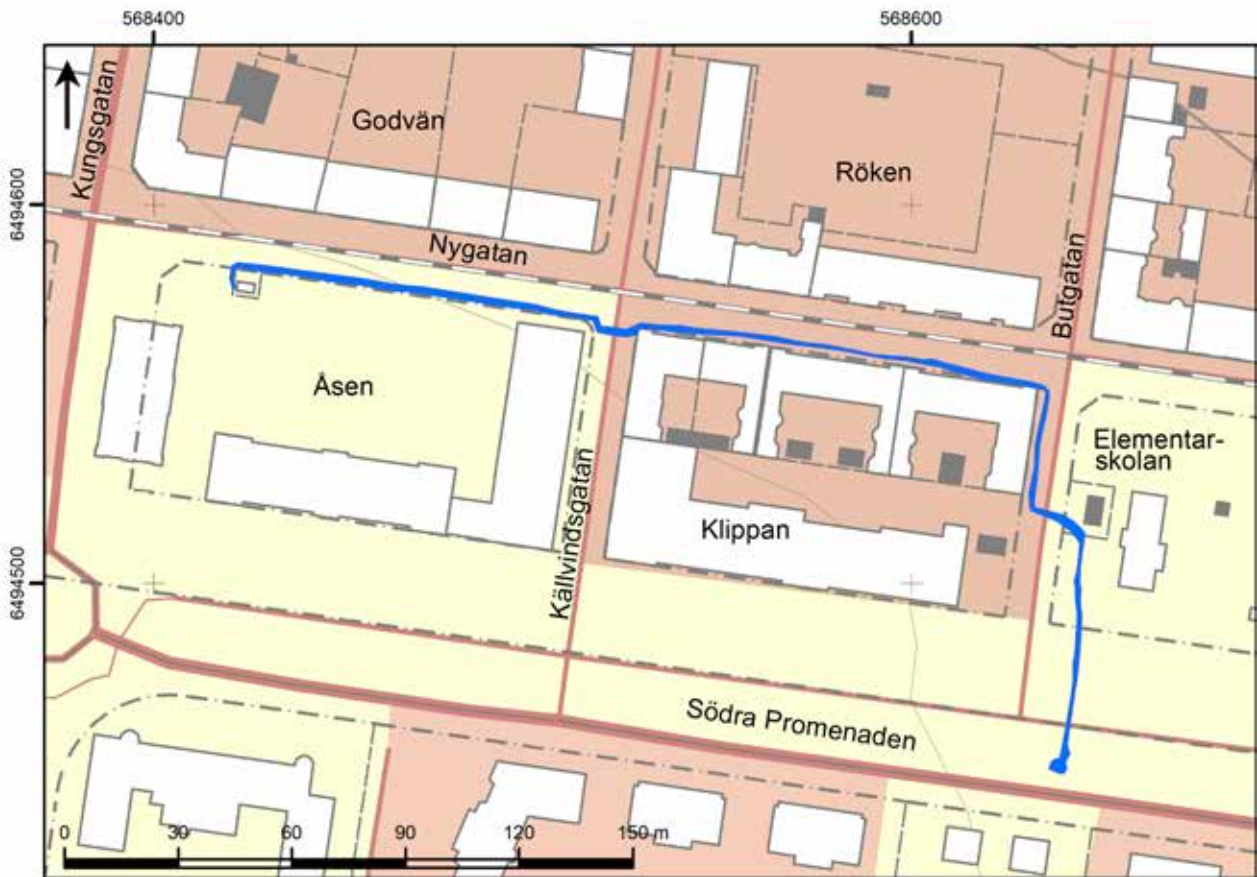 568400
568600
6494600
6494500
Kungsgatan
Godvän
Röken
Nygatan
Butgatan
Åsen
Elementar-
skolan
Källvindsgatan
Klippan
Södra Promenaden
0 30 60 90 120 150 m